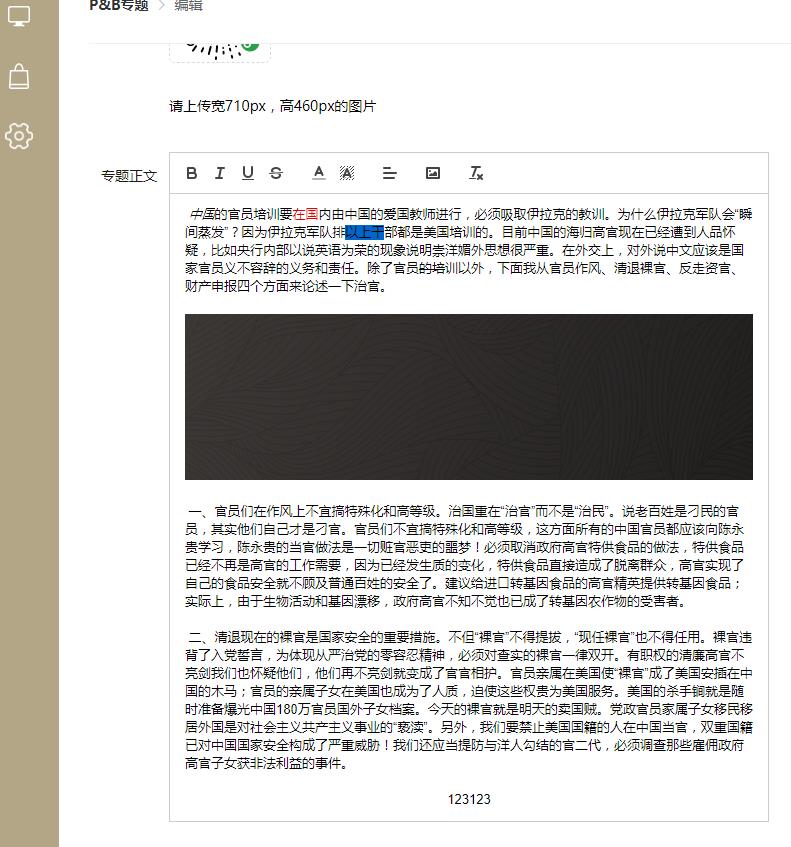 P&B专题 > 编辑
请上传宽710px，高460px的图片
专题正文
B I U S A A Tx
中国的官员培训要在国内由中国的爱国教师进行，必须吸取伊拉克的教训。为什么伊拉克军队会“瞬
间蒸发”？因为伊拉克军队排以上干部都是美国培训的。目前中国的海归高官现在已经遭到人品怀
疑，比如央行内部以说英语为荣的现象说明崇洋媚外思想很严重。在外交上，对外说中文应该是国
家官员义不容辞的义务和责任。除了官员的培训以外，下面我从官员作风、清退裸官、反走资官、
财产申报四个方面来论述一下治官。
一、官员们在作风上不宜搞特殊化和高等级。治国重在“治官”而不是“治民”。说老百姓是刁民的官
员，其实他们自己才是刁官。官员们不宜搞特殊化和高等级，这方面所有的中国官员都应该向陈永
贵学习，陈永贵的当官做法是一切赃官恶吏的噩梦！必须取消政府高官特供食品的做法，特供食品
已经不再是高官的工作需要，因为已经发生质的变化，特供食品直接造成了脱离群众，高官实现了
自己的食品安全就不顾及普通百姓的安全了。建议给进口转基因食品的高官精英提供转基因食品；
实际上，由于生物活动和基因漂移，政府高官不知不觉也已成了转基因农作物的受害者。
二、清退现在的裸官是国家安全的重要措施。不但“裸官”不得提拔，“现任裸官”也不得任用。裸官违
背了入党誓言，为体现从严治党的零容忍精神，必须对查实的裸官一律双开。有职权的清廉高官不
亮剑我们也怀疑他们，他们再不亮剑就变成了官官相护。官员亲属在美国使“裸官”成了美国安插在中
国的木马；官员的亲属子女在美国也成为了人质，迫使这些权贵为美国服务。美国的杀手锏就是随
时准备爆光中国180万官员国外子女档案。今天的裸官就是明天的卖国贼。党政官员家属子女移民移
居外国是对社会主义共产主义事业的“亵渎”。另外，我们要禁止美国国籍的人在中国当官，双重国籍
已对中国国家安全构成了严重威胁！我们还应当提防与洋人勾结的官二代，必须调查那些雇佣政府
高官子女获非法利益的事件。
123123